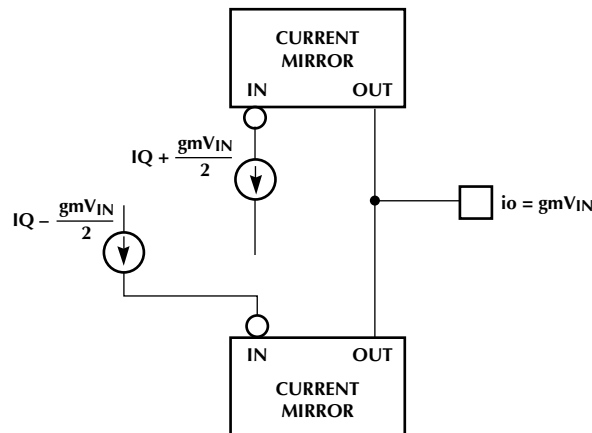 CURRENT
MIRROR
IN OUT
IQ + gmVIN
2
io = gmVIN
IQ – gmVIN
2
IN OUT
CURRENT
MIRROR